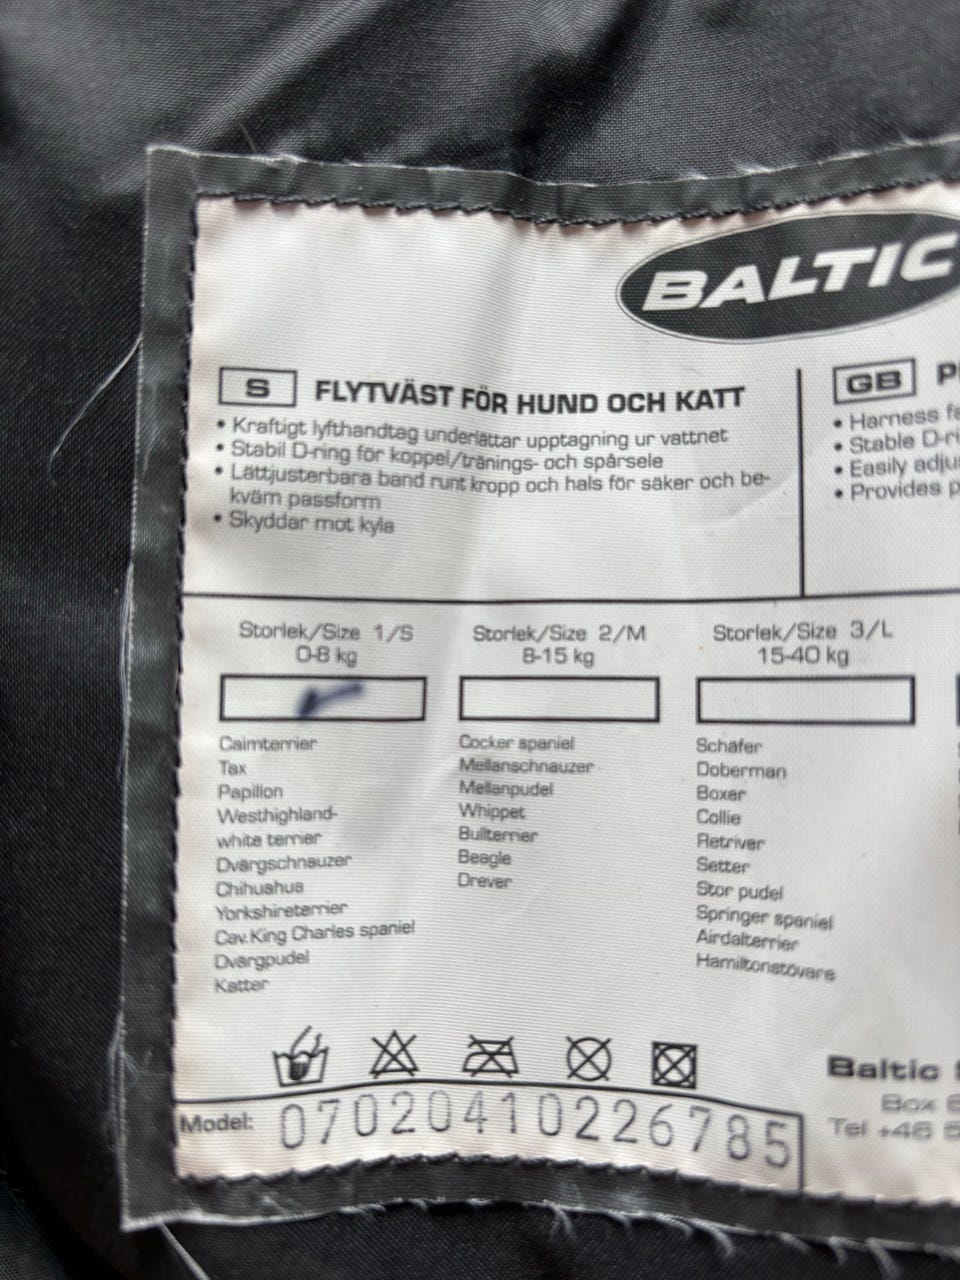 BALTIC
S FLYTVÄST FÖR HUND OCH KATT
• Kraftigt lyfthandtag underlättar upptagning ur vattnet
• Stabil D-ring för koppel/tränings- och spårsele
• Lättjusterbara band runt kropp och hals för säker och be-
kväm passform
• Skyddar mot kyla
GB
• Harness
• Stable D-ri
• Easily adju
• Provides p
Storlek/Size 1/S
0-8 kg
Cairnterrier
Tax
Papillon
Westhighland-
white terrier
Dvärgschnauzer
Chihuahua
Yorkshireterrier
Cav.King Charles spaniel
Dvärgpudel
Katter
Storlek/Size 2/M
8-15 kg
Cocker spaniel
Mellanschnauzer
Mellanpudel
Whippet
Bullterrier
Beagle
Drever
Storlek/Size 3/L
15-40 kg
Schäfer
Doberman
Boxer
Collie
Retriver
Setter
Stor pudel
Springer spaniel
Airdalterrier
Hamiltonstövare
Model: 0702041022678​5
Baltic
Box 6
Tel +46 5